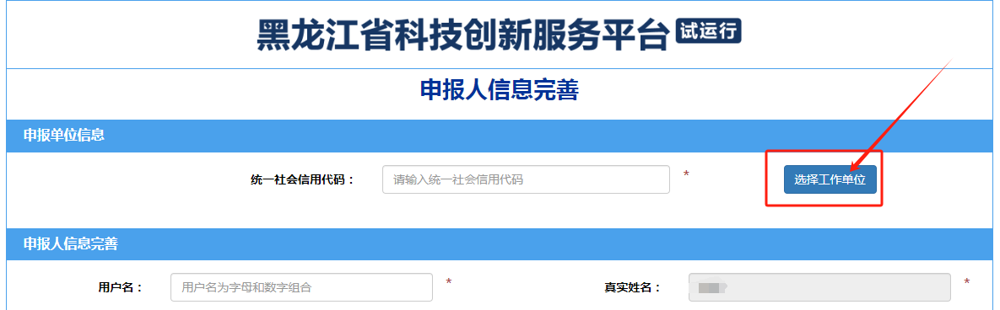 黑龙江省科技创新服务平台 试运行
申报人信息完善
申报单位信息
统一社会信用代码： 请输入统一社会信用代码 * 选择工作单位
申报人信息完善
用户名： 用户名为字母和数字组合 * 真实姓名： *